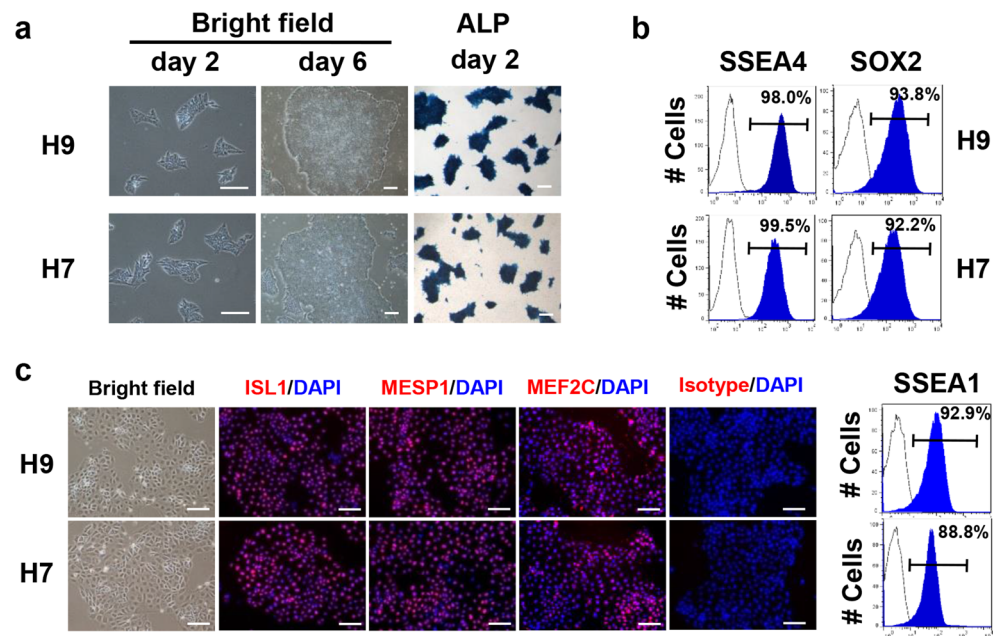 a
Bright field
ALP
day 2
day 6
day 2
H9
H7
b
SSEA4
SOX2
# Cells
98.0%
93.8%
H9
# Cells
99.5%
92.2%
H7
c
Bright field
ISL1/DAPI
MESP1/DAPI
MEF2C/DAPI
Isotype/DAPI
SSEA1
H9
# Cells
92.9%
H7
# Cells
88.8%